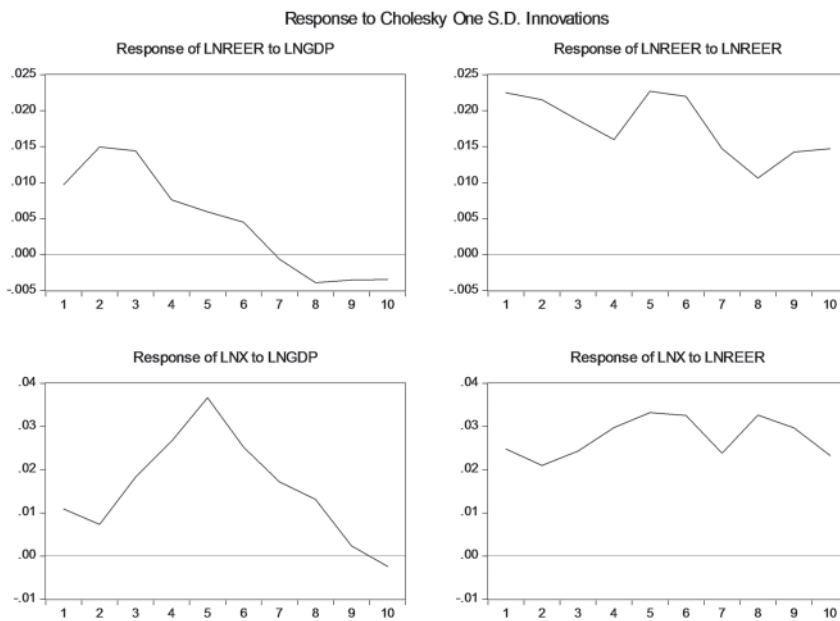 Response to Cholesky One S.D. Innovations
Response of LNREER to LNGDP
.025
.020
.015
.010
.005
.000
-.005
1 2 3 4 5 6 7 8 9 10
Response of LNREER to LNREER
.025
.020
.015
.010
.005
.000
-.005
1 2 3 4 5 6 7 8 9 10
Response of LNX to LNGDP
.04
.03
.02
.01
.00
-.01
1 2 3 4 5 6 7 8 9 10
Response of LNX to LNREER
.04
.03
.02
.01
.00
-.01
1 2 3 4 5 6 7 8 9 10